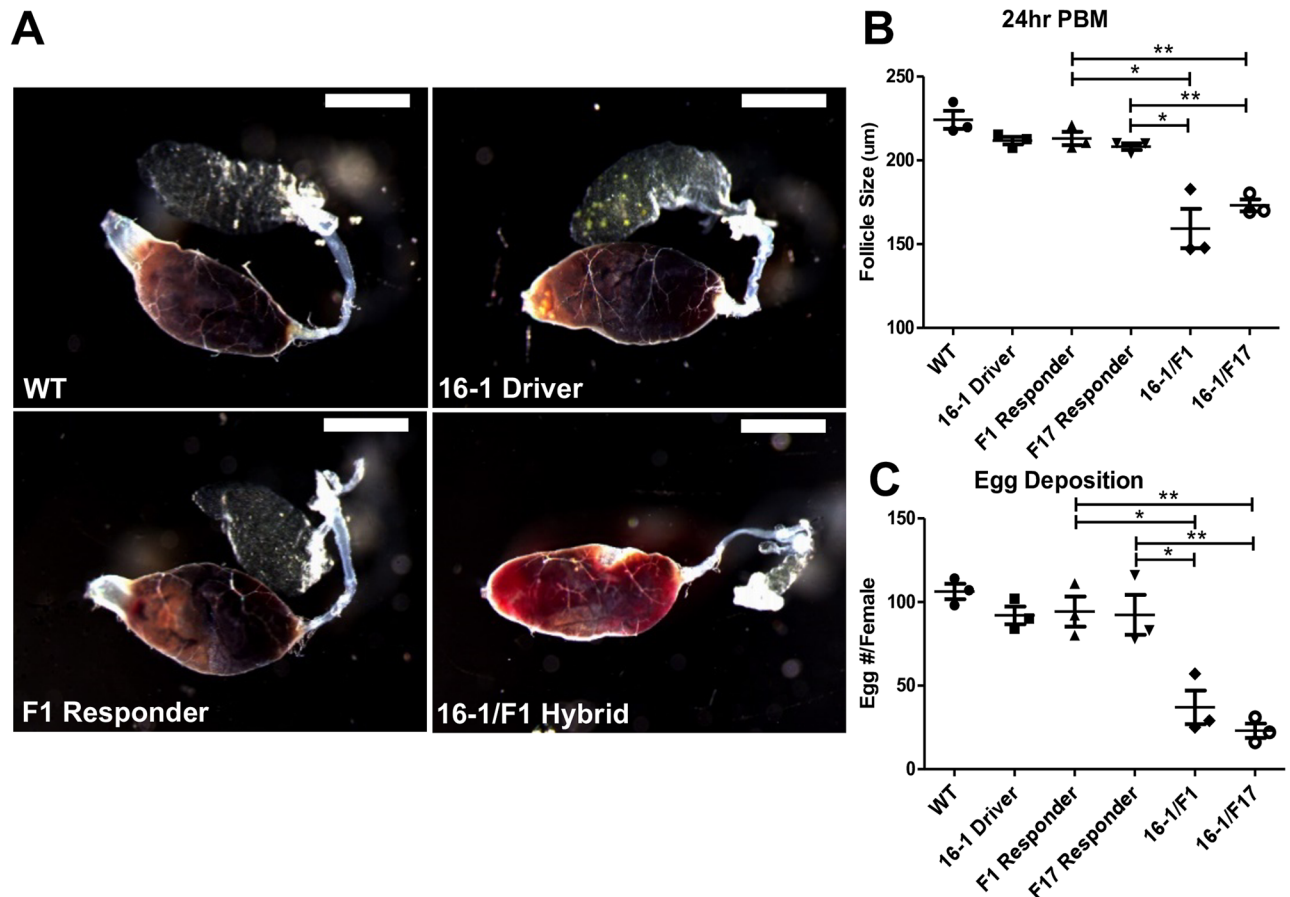 A
WT
16-1 Driver
F1 Responder
16-1/F1 Hybrid
B
24hr PBM
**
*
**
*
250
200
150
100
Follicle Size (um)
WT
16-1 Driver
F1 Responder
F17 Responder
16-1/F1
16-1/F17
C
Egg Deposition
**
*
**
*
150
100
50
0
Egg #/Female
WT
16-1 Driver
F1 Responder
F17 Responder
16-1/F1
16-1/F17